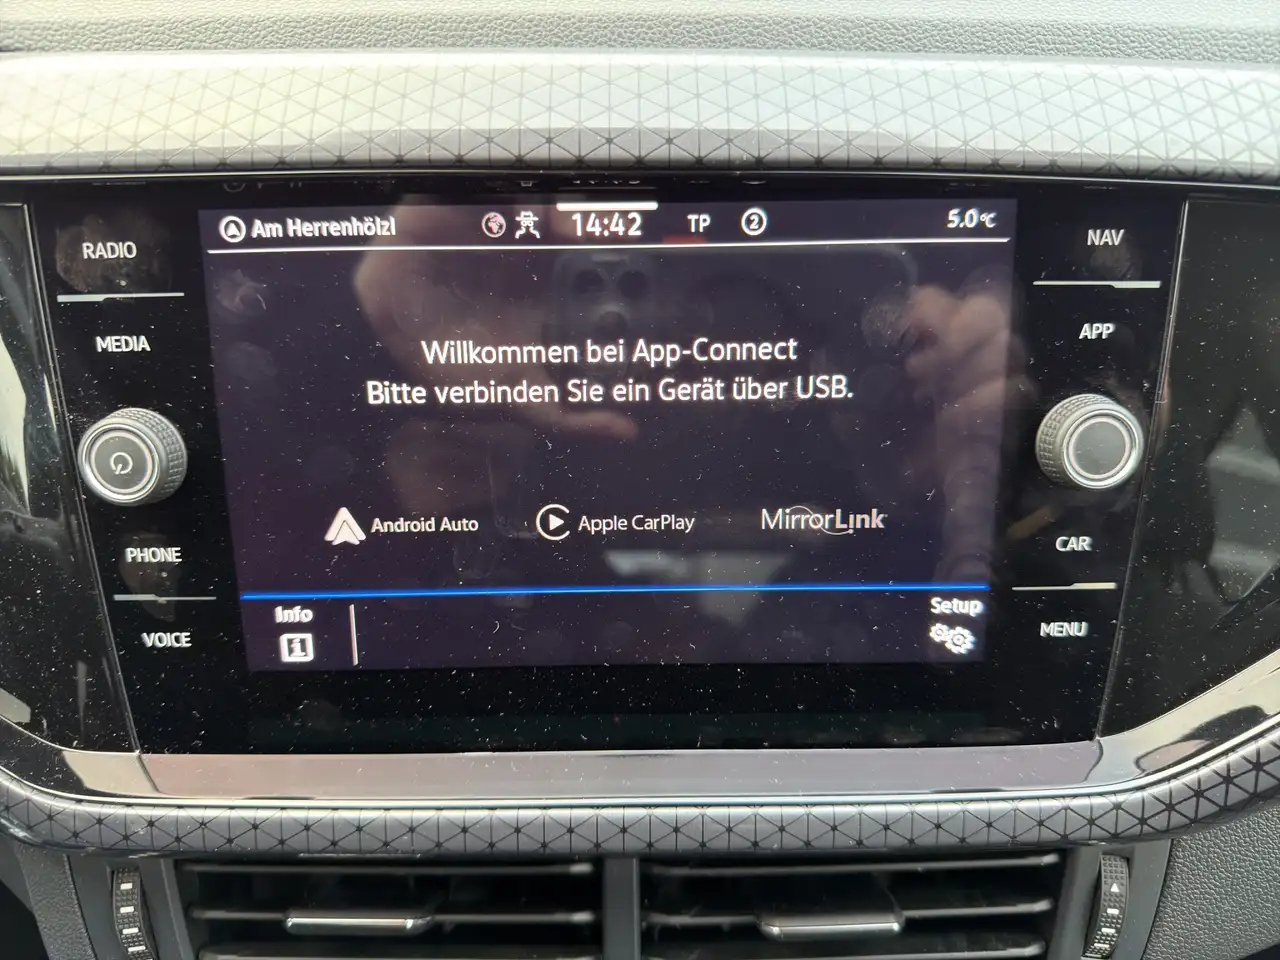 Am Herrenhölzl 14:42 TP 2 5.0°C
RADIO
MEDIA
PHONE
VOICE
Willkommen bei App-Connect
Bitte verbinden Sie ein Gerät über USB.
Android Auto Apple CarPlay MirrorLink
Info
Setup
NAV
APP
CAR
MENU